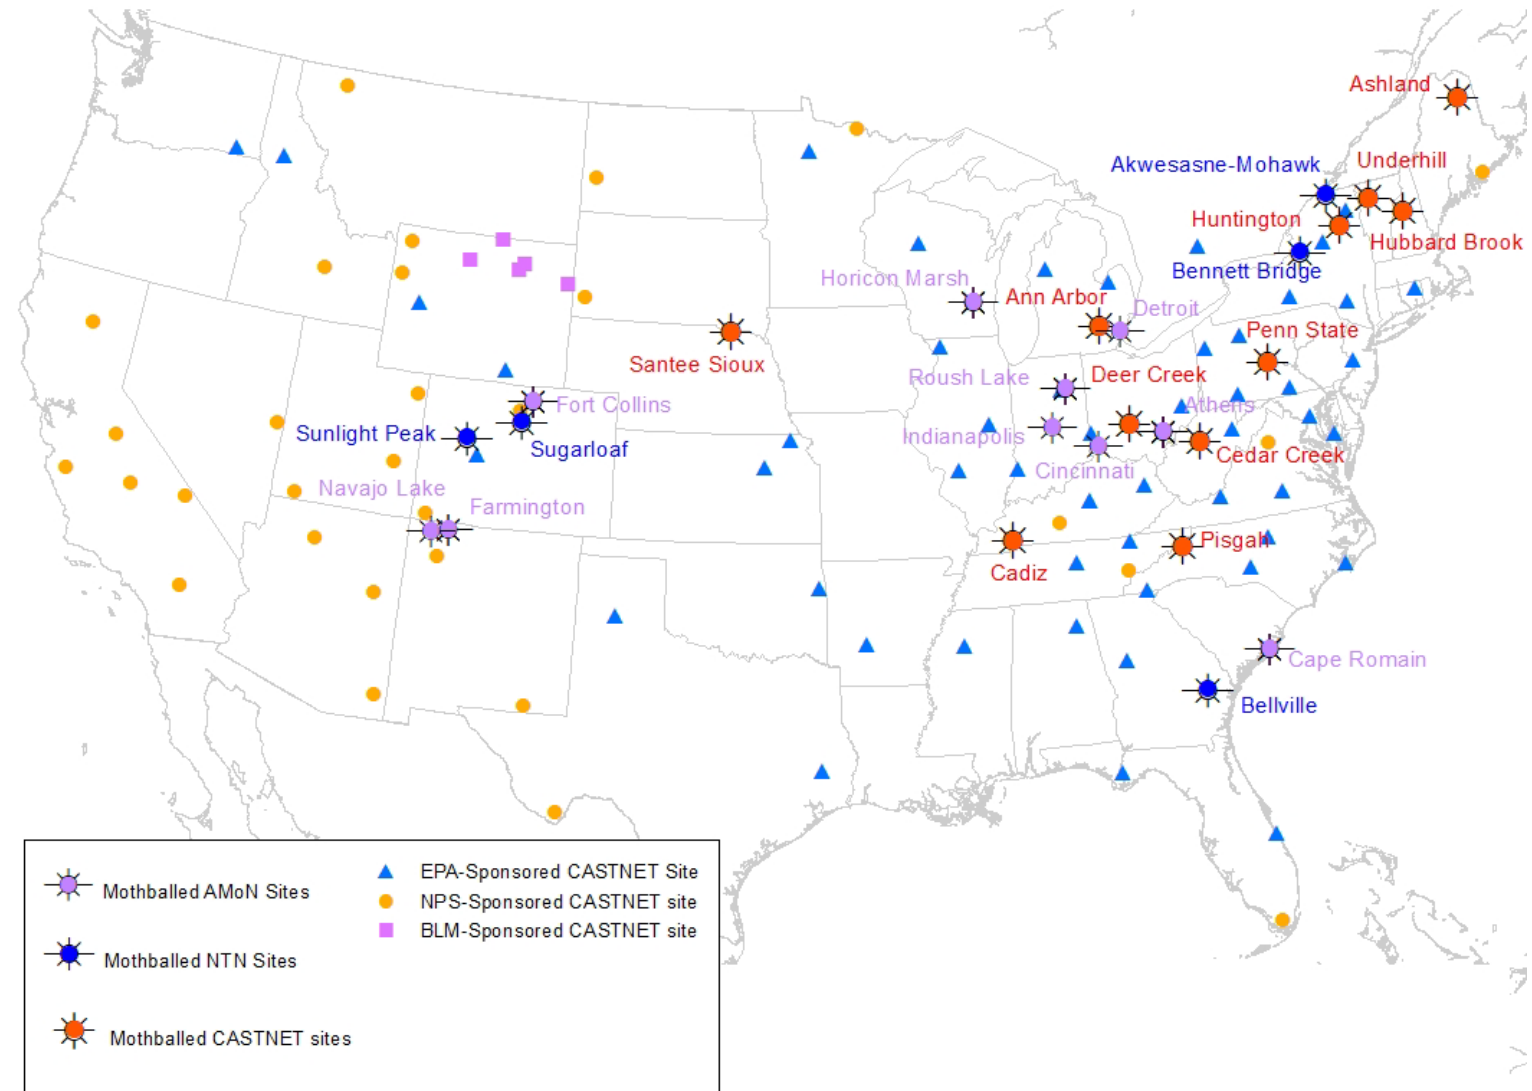 Ashland
Akwesasne-Mohawk
Underhill
Huntington
Hubbard Brook
Bennett Bridge
Horicon Marsh
Ann Arbor
Detroit
Penn State
Santee Sioux
Roush Lake
Deer Creek
Fort Collins
Athens
Sunlight Peak
Indianapolis
Sugarloaf
Cedar Creek
Cincinnati
Navajo Lake
Farmington
Pisgah
Cadiz
Cape Romain
Bellville
Mothballed AMoN Sites
Mothballed NTN Sites
Mothballed CASTNET sites
EPA-Sponsored CASTNET Site
NPS-Sponsored CASTNET site
BLM-Sponsored CASTNET site